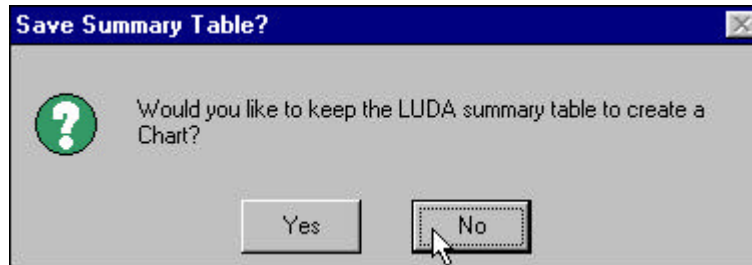 Save Summary Table?
Would you like to keep the LUDA summary table to create a
Chart?
Yes
No